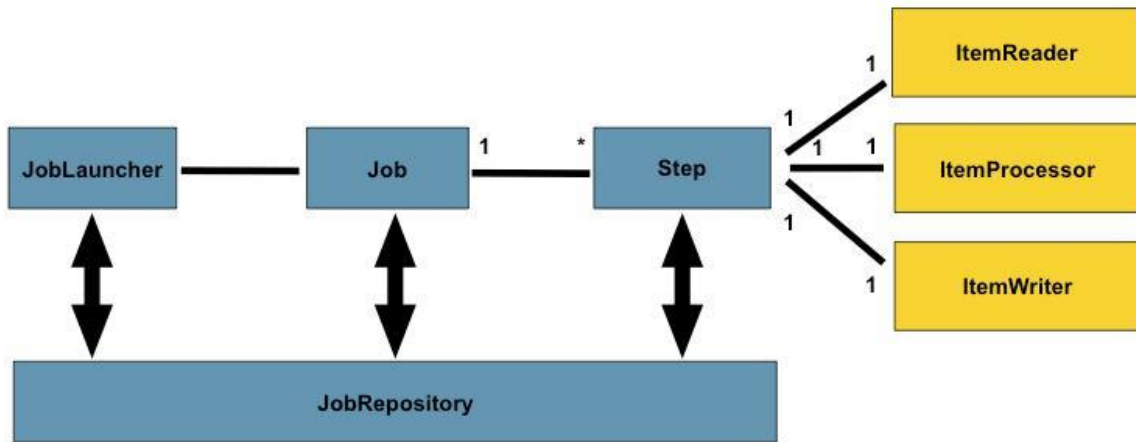 ItemReader
1
1
JobLauncher
Job
1
*
Step
1
1
ItemProcessor
1
1
ItemWriter
JobRepository